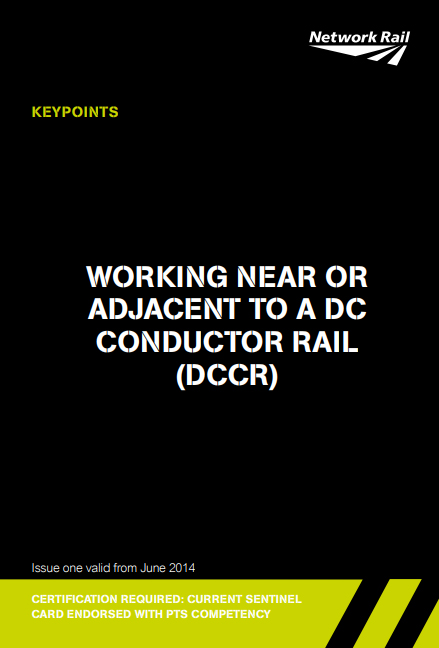 Network Rail
KEYPOINTS
WORKING NEAR OR
ADJACENT TO A DC
CONDUCTOR RAIL
(DCCR)
Issue one valid from June 2014
CERTIFICATION REQUIRED: CURRENT SENTINEL
CARD ENDORSED WITH PTS COMPETENCY